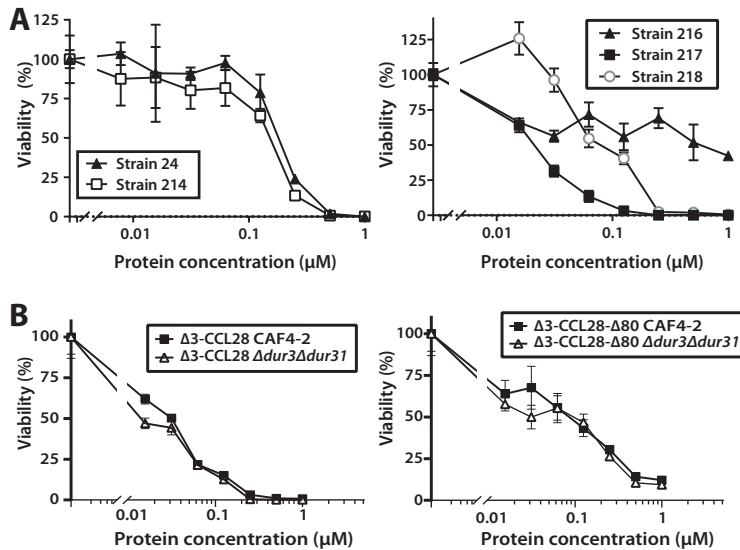 A
Viability (%)
125
100
75
50
25
0
Strain 24
Strain 214
0.01
0.1
1
Protein concentration (µM)
Viability (%)
125
100
75
50
25
0
Strain 216
Strain 217
Strain 218
0.01
0.1
1
Protein concentration (µM)
B
Viability (%)
100
75
50
25
0
Δ3-CCL28 CAF4-2
Δ3-CCL28 Δdur3Δdur31
0.01
0.1
1
Protein concentration (µM)
Viability (%)
100
75
50
25
0
Δ3-CCL28-Δ80 CAF4-2
Δ3-CCL28-Δ80 Δdur3Δdur31
0.01
0.1
1
Protein concentration (µM)